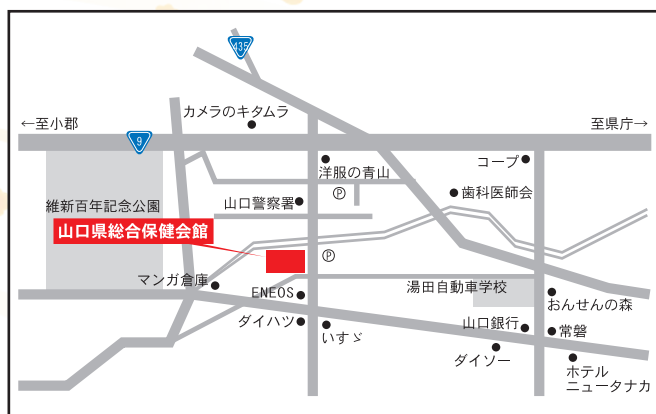 435
カメラのキタムラ
←至小郡
9
至県庁→
洋服の青山
コープ
Ⓟ
歯科医師会
山口警察署
維新百年記念公園
山口県総合保健会館
Ⓟ
マンガ倉庫
ENEOS
湯田自動車学校
おんせんの森
ダイハツ
いすゞ
山口銀行
常磐
ダイソー
ホテル
ニュータナカ